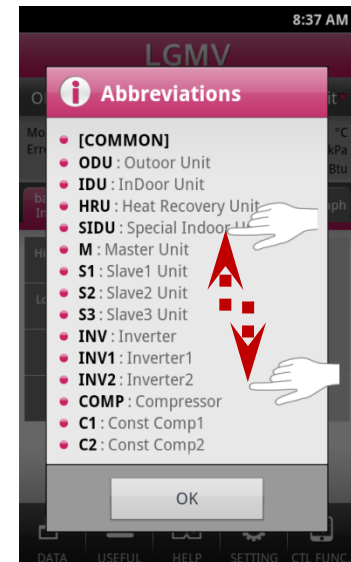 8:37 AM
LGMV
Abbreviations
[COMMON]
ODU : Outoor Unit
IDU : InDoor Unit
HRU : Heat Recovery Unit
SIDU : Special Indoor
M : Master Unit
S1 : Slave1 Unit
S2 : Slave2 Unit
S3 : Slave3 Unit
INV : Inverter
INV1 : Inverter1
INV2 : Inverter2
COMP : Compressor
C1 : Const Comp1
C2 : Const Comp2
OK
DATA USEFUL HELP SETTING CTL FUNC.